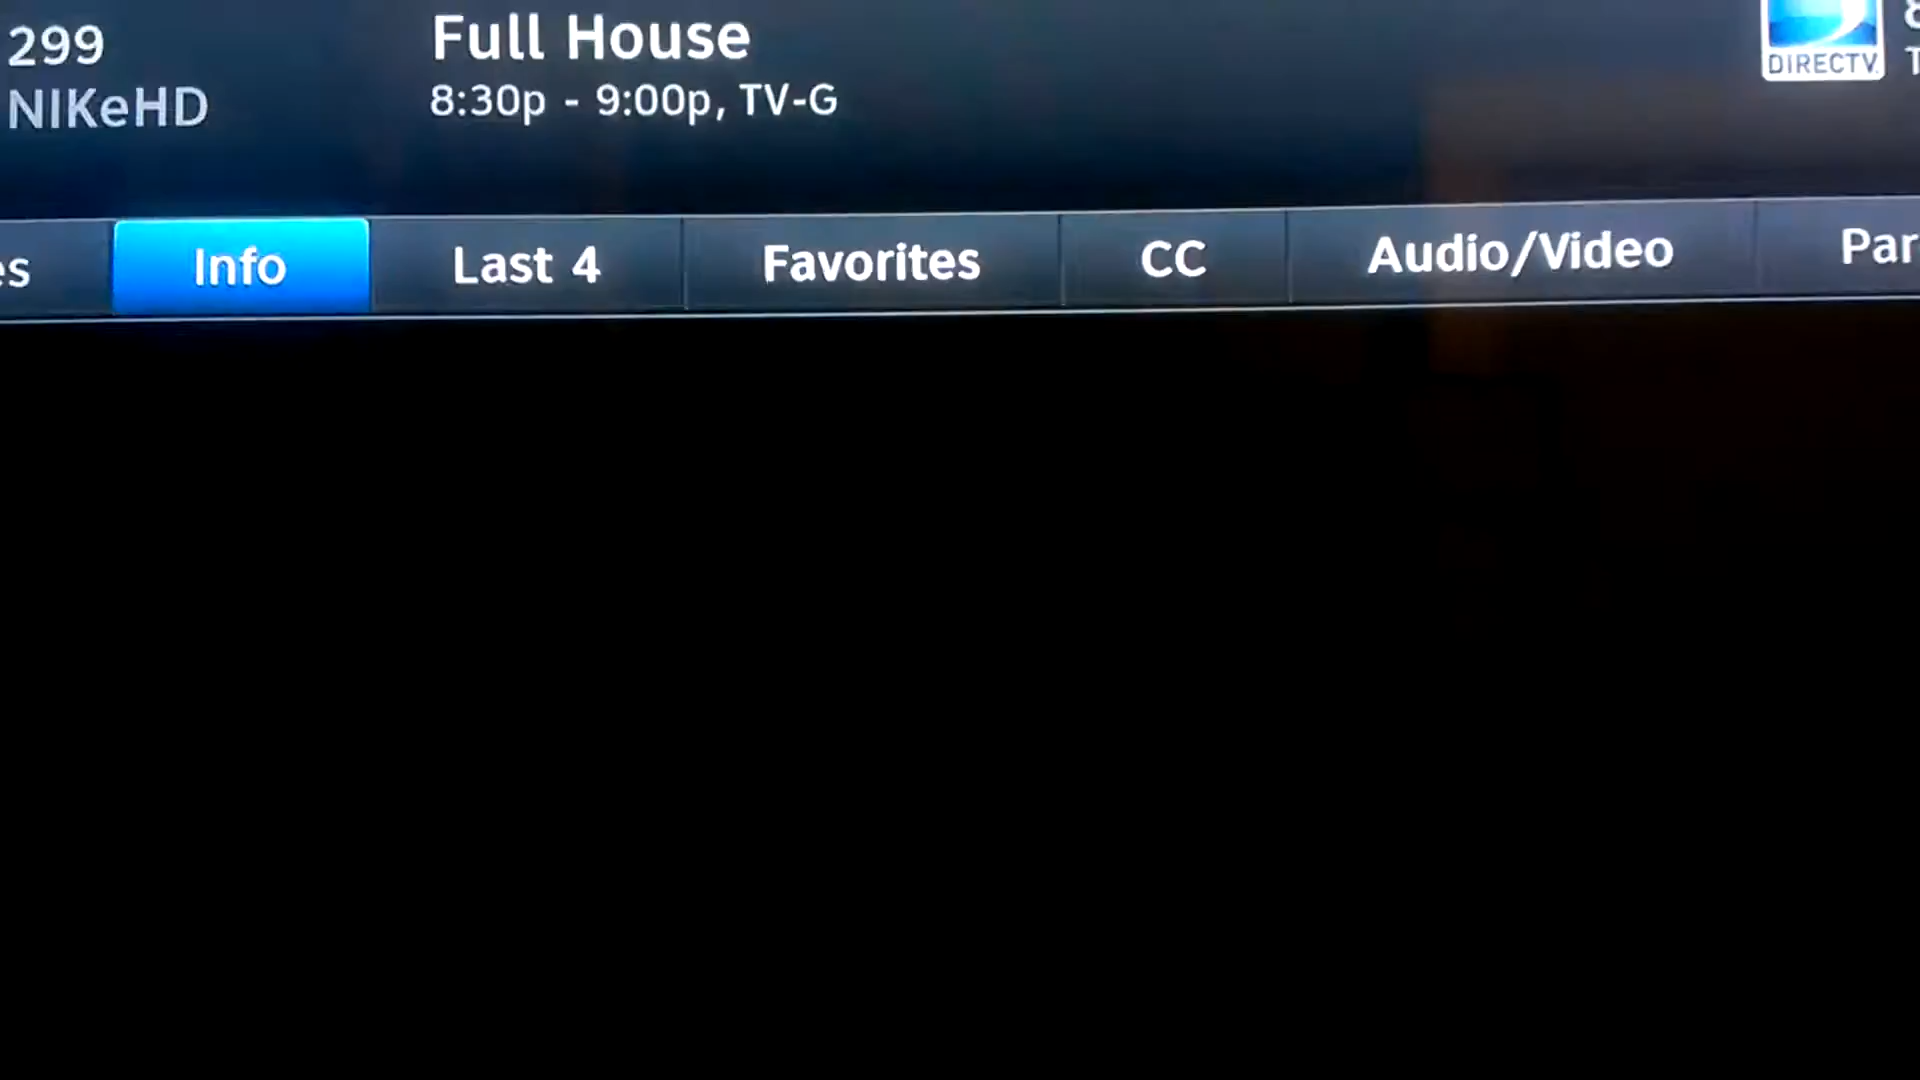 299
NIKeHD
Full House
8:30p - 9:00p, TV-G
DIRECTV
Info
Last 4
Favorites
CC
Audio/Video